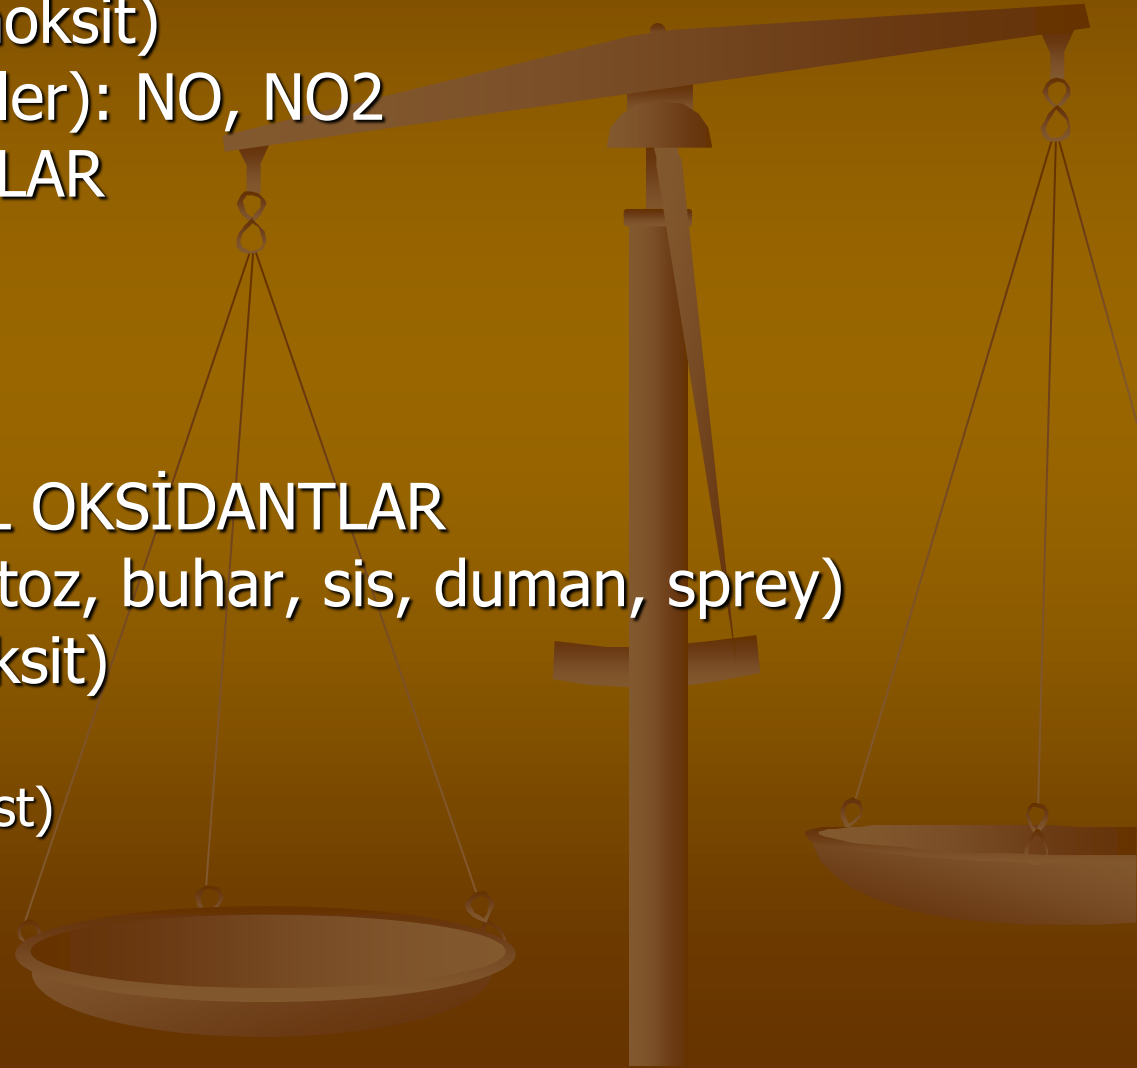 oksit)
ler): NO, NO2
LAR
L OKSİDANTLAR
toz, buhar, sis, duman, sprey)
ksit)
st)